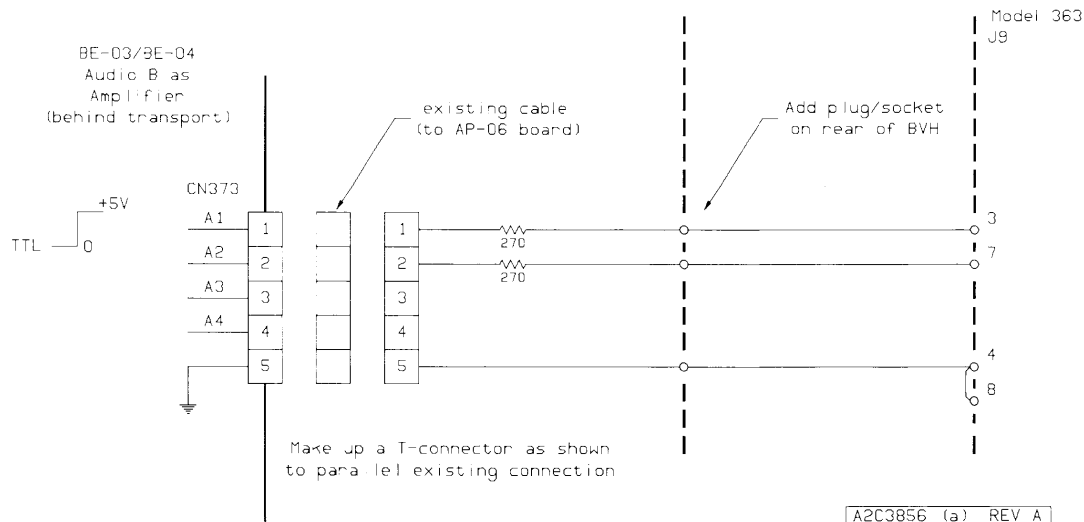 Model 363
J9
BE-03/BE-04
Audio B as
Amplifier
(behind transport)
existing cable
(to AP-06 board)
Add plug/socket
on rear of BVH
CN373
+5V
TTL
0
A1
A2
A3
A4
1
2
3
4
5
1
2
3
4
5
270
270
3
7
4
8
Make up a T-connector as shown
to parallel existing connection
A2C3856 (a) REV A